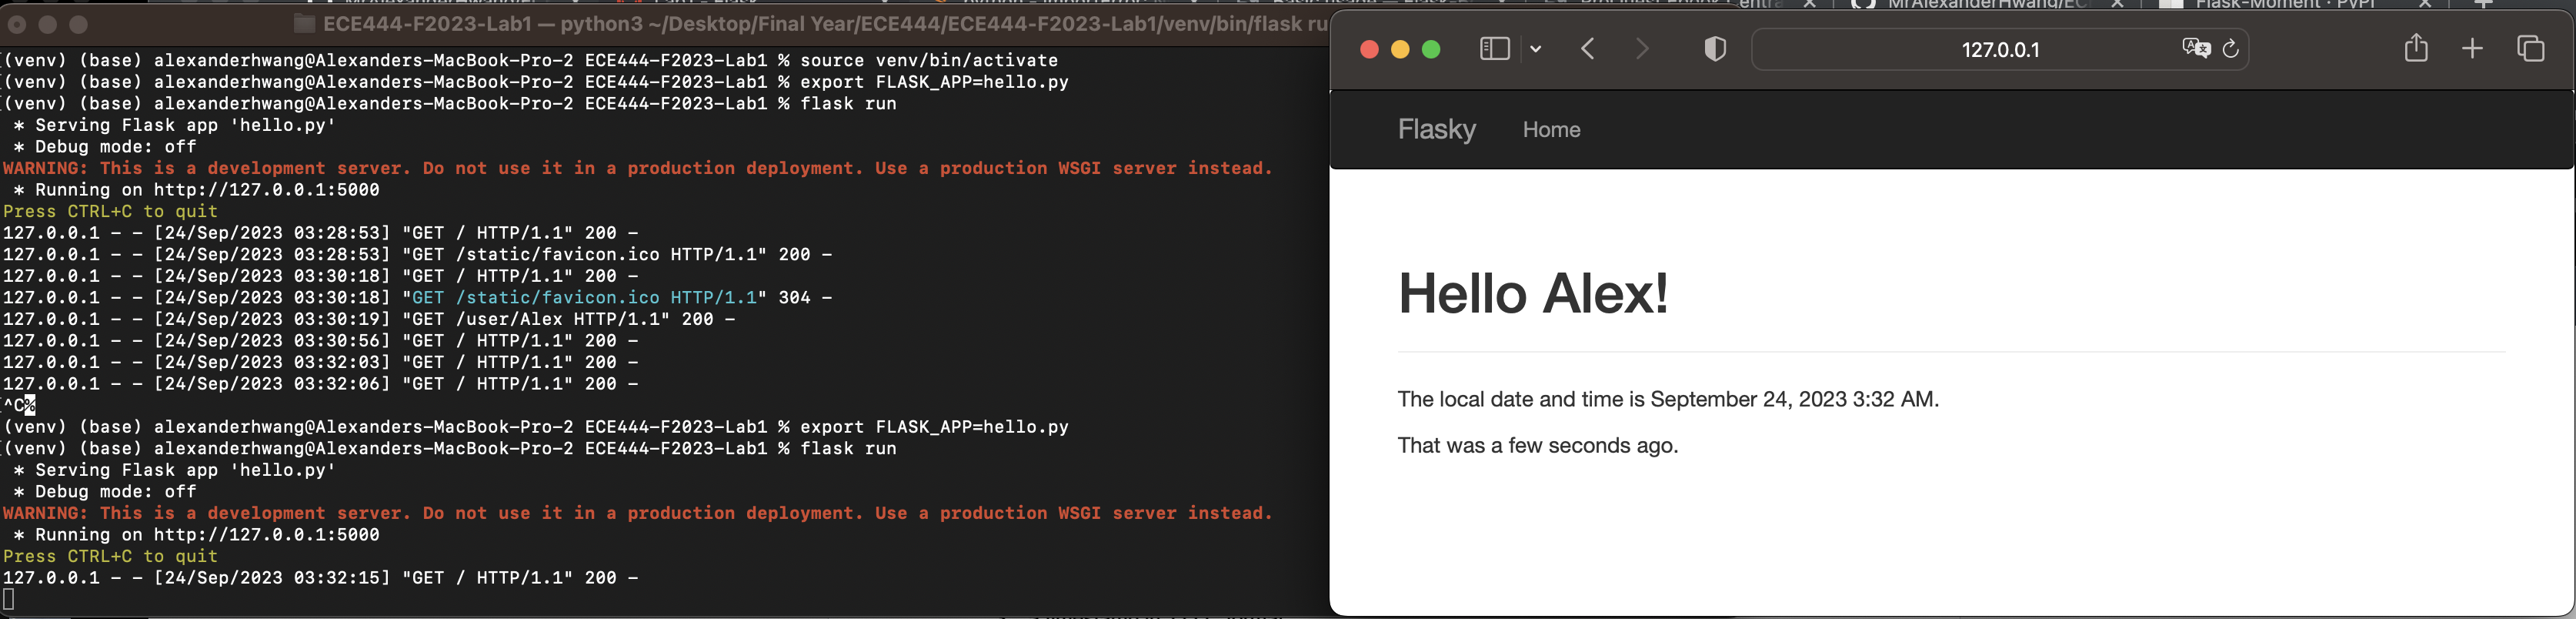 ECE444-F2023-Lab1 — python3 ~/Desktop/Final Year/ECE444/ECE444-F2023-Lab1/venv/bin/flask ru
(venv) (base) alexanderhwang@Alexanders-MacBook-Pro-2 ECE444-F2023-Lab1 % source venv/bin/activate
(venv) (base) alexanderhwang@Alexanders-MacBook-Pro-2 ECE444-F2023-Lab1 % export FLASK_APP=hello.py
(venv) (base) alexanderhwang@Alexanders-MacBook-Pro-2 ECE444-F2023-Lab1 % flask run
* Serving Flask app 'hello.py'
* Debug mode: off
WARNING: This is a development server. Do not use it in a production deployment. Use a production WSGI server instead.
* Running on http://127.0.0.1:5000
Press CTRL+C to quit
127.0.0.1 - - [24/Sep/2023 03:28:53] "GET / HTTP/1.1" 200 -
127.0.0.1 - - [24/Sep/2023 03:28:53] "GET /static/favicon.ico HTTP/1.1" 200 -
127.0.0.1 - - [24/Sep/2023 03:30:18] "GET / HTTP/1.1" 200 -
127.0.0.1 - - [24/Sep/2023 03:30:18] "GET /static/favicon.ico HTTP/1.1" 304 -
127.0.0.1 - - [24/Sep/2023 03:30:19] "GET /user/Alex HTTP/1.1" 200 -
127.0.0.1 - - [24/Sep/2023 03:30:56] "GET / HTTP/1.1" 200 -
127.0.0.1 - - [24/Sep/2023 03:32:03] "GET / HTTP/1.1" 200 -
127.0.0.1 - - [24/Sep/2023 03:32:06] "GET / HTTP/1.1" 200 -
^C%
(venv) (base) alexanderhwang@Alexanders-MacBook-Pro-2 ECE444-F2023-Lab1 % export FLASK_APP=hello.py
(venv) (base) alexanderhwang@Alexanders-MacBook-Pro-2 ECE444-F2023-Lab1 % flask run
* Serving Flask app 'hello.py'
* Debug mode: off
WARNING: This is a development server. Do not use it in a production deployment. Use a production WSGI server instead.
* Running on http://127.0.0.1:5000
Press CTRL+C to quit
127.0.0.1 - - [24/Sep/2023 03:32:15] "GET / HTTP/1.1" 200 -
127.0.0.1
Flasky Home
Hello Alex!
The local date and time is September 24, 2023 3:32 AM.
That was a few seconds ago.